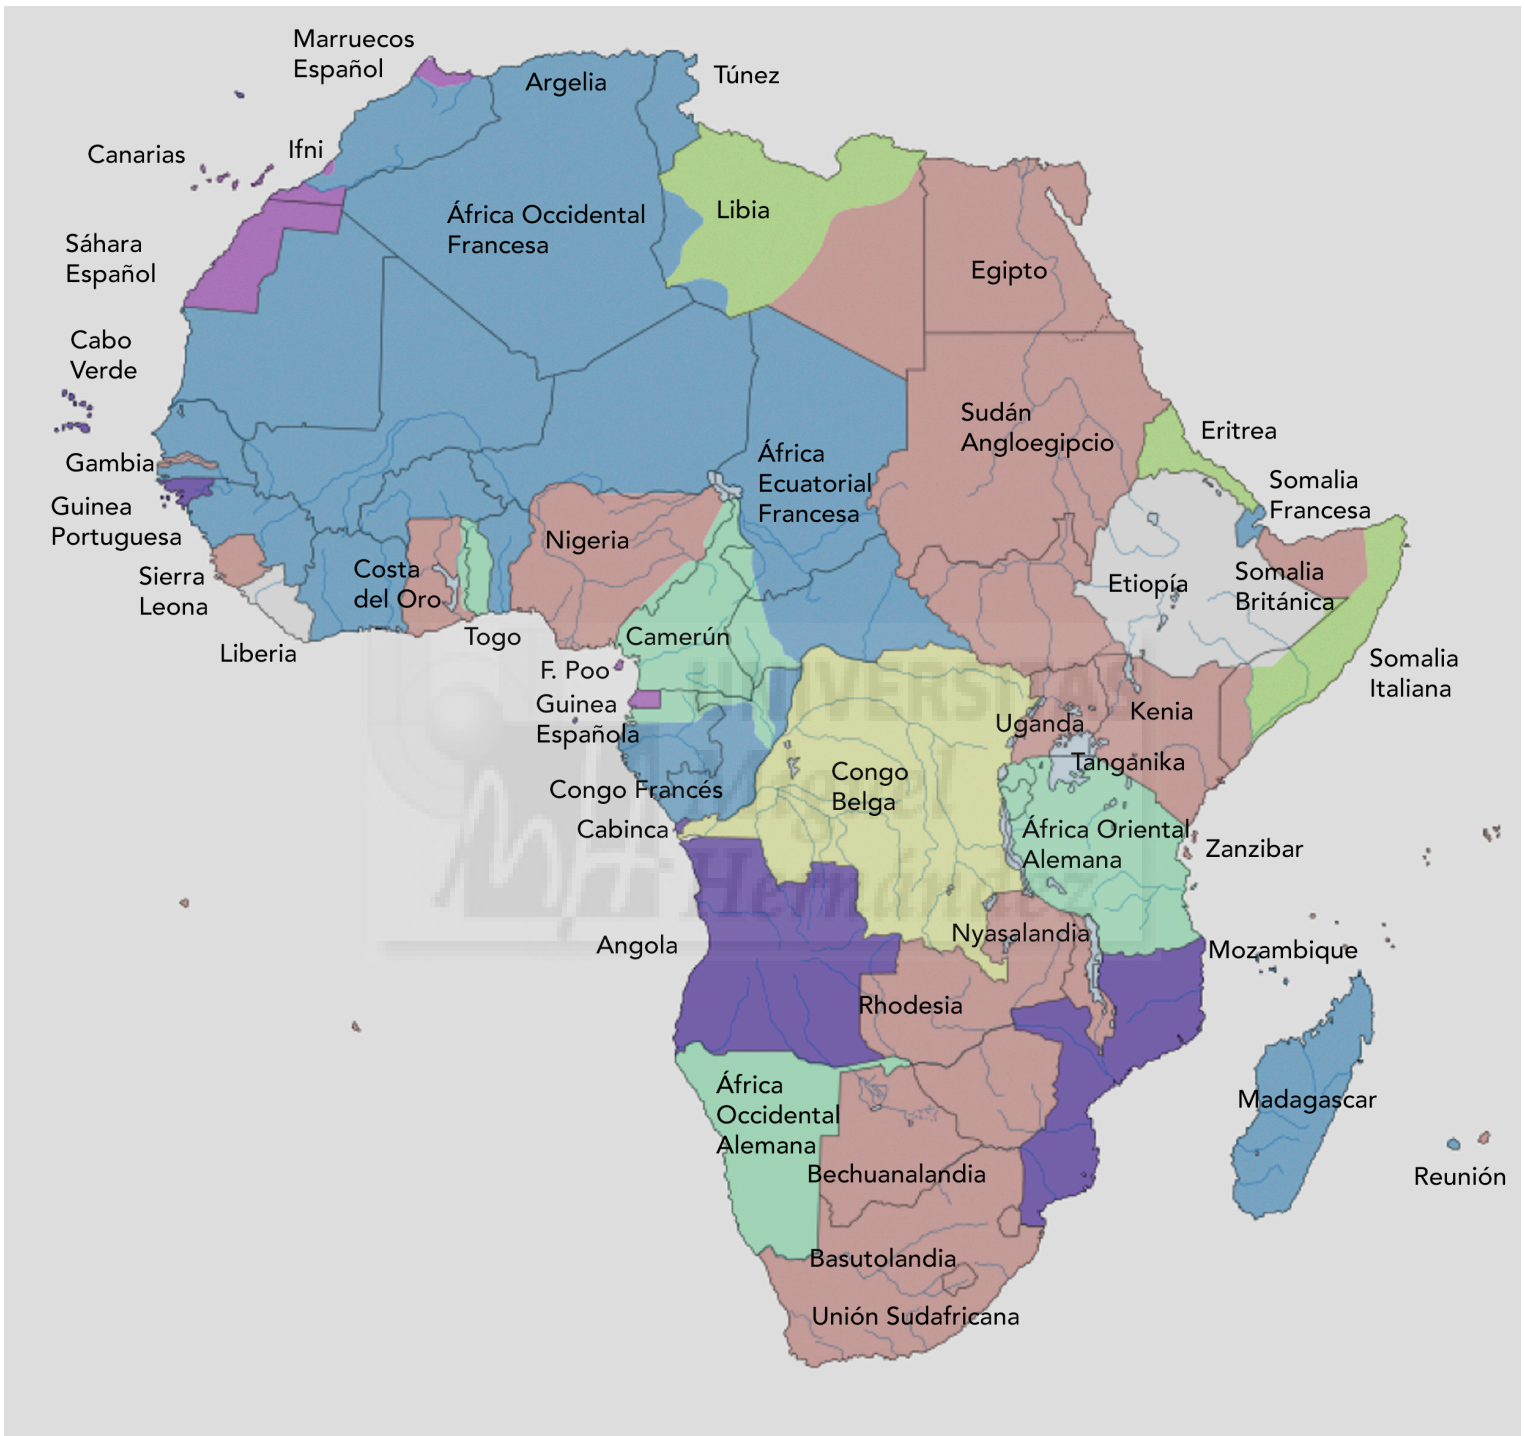 Marruecos
Español
Argelia
Túnez
Canarias
Ifni
África Occidental
Francesa
Libia
Sáhara
Español
Egipto
Cabo
Verde
Sudán
Angloegipcio
Eritrea
Gambia
África
Ecuatorial
Francesa
Somalia
Francesa
Guinea
Portuguesa
Nigeria
Sierra
Leona
Costa
del Oro
Etiopía
Somalia
Británica
Liberia
Togo
Camerún
F. Poo
Somalia
Italiana
UNIVERSITAS
Guinea
Española
Uganda
Kenia
Tanganika
Congo Francés
Congo
Belga
Miguel
Cabinca
África Oriental
Alemana
Zanzibar
Hernández
Angola
Nyasalandia
Mozambique
Rhodesia
África
Occidental
Alemana
Madagascar
Bechuanalandia
Reunión
Basutolandia
Unión Sudafricana